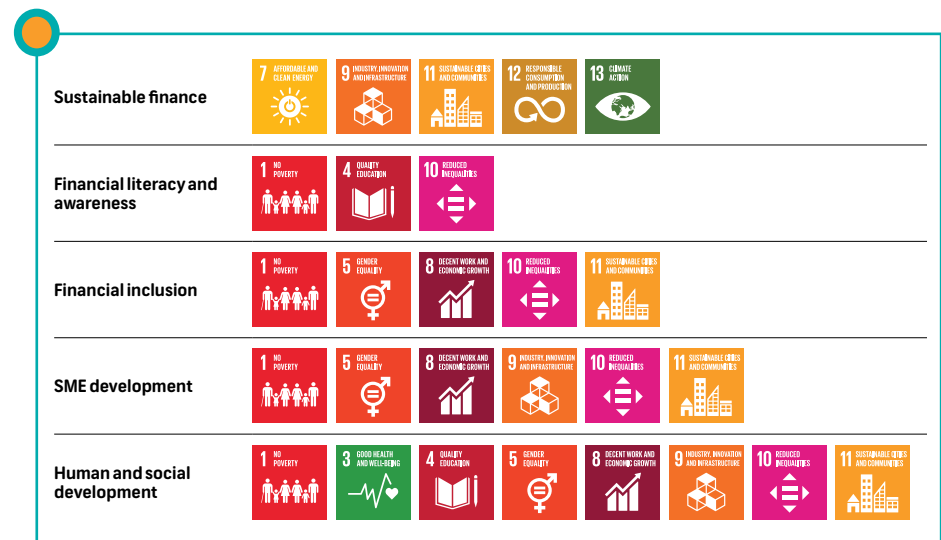 Sustainable finance
7 AFFORDABLE AND
CLEAN ENERGY
9 INDUSTRY, INNOVATION
AND INFRASTRUCTURE
11 SUSTAINABLE CITIES
AND COMMUNITIES
12 RESPONSIBLE
CONSUMPTION
AND PRODUCTION
13 CLIMATE
ACTION
Financial literacy and
awareness
1 NO
POVERTY
4 QUALITY
EDUCATION
10 REDUCED
INEQUALITIES
Financial inclusion
1 NO
POVERTY
5 GENDER
EQUALITY
8 DECENT WORK AND
ECONOMIC GROWTH
10 REDUCED
INEQUALITIES
11 SUSTAINABLE CITIES
AND COMMUNITIES
SME development
1 NO
POVERTY
5 GENDER
EQUALITY
8 DECENT WORK AND
ECONOMIC GROWTH
9 INDUSTRY, INNOVATION
AND INFRASTRUCTURE
10 REDUCED
INEQUALITIES
11 SUSTAINABLE CITIES
AND COMMUNITIES
Human and social
development
1 NO
POVERTY
3 GOOD HEALTH
AND WELL-BEING
4 QUALITY
EDUCATION
5 GENDER
EQUALITY
8 DECENT WORK AND
ECONOMIC GROWTH
9 INDUSTRY, INNOVATION
AND INFRASTRUCTURE
10 REDUCED
INEQUALITIES
11 SUSTAINABLE CITIES
AND COMMUNITIES